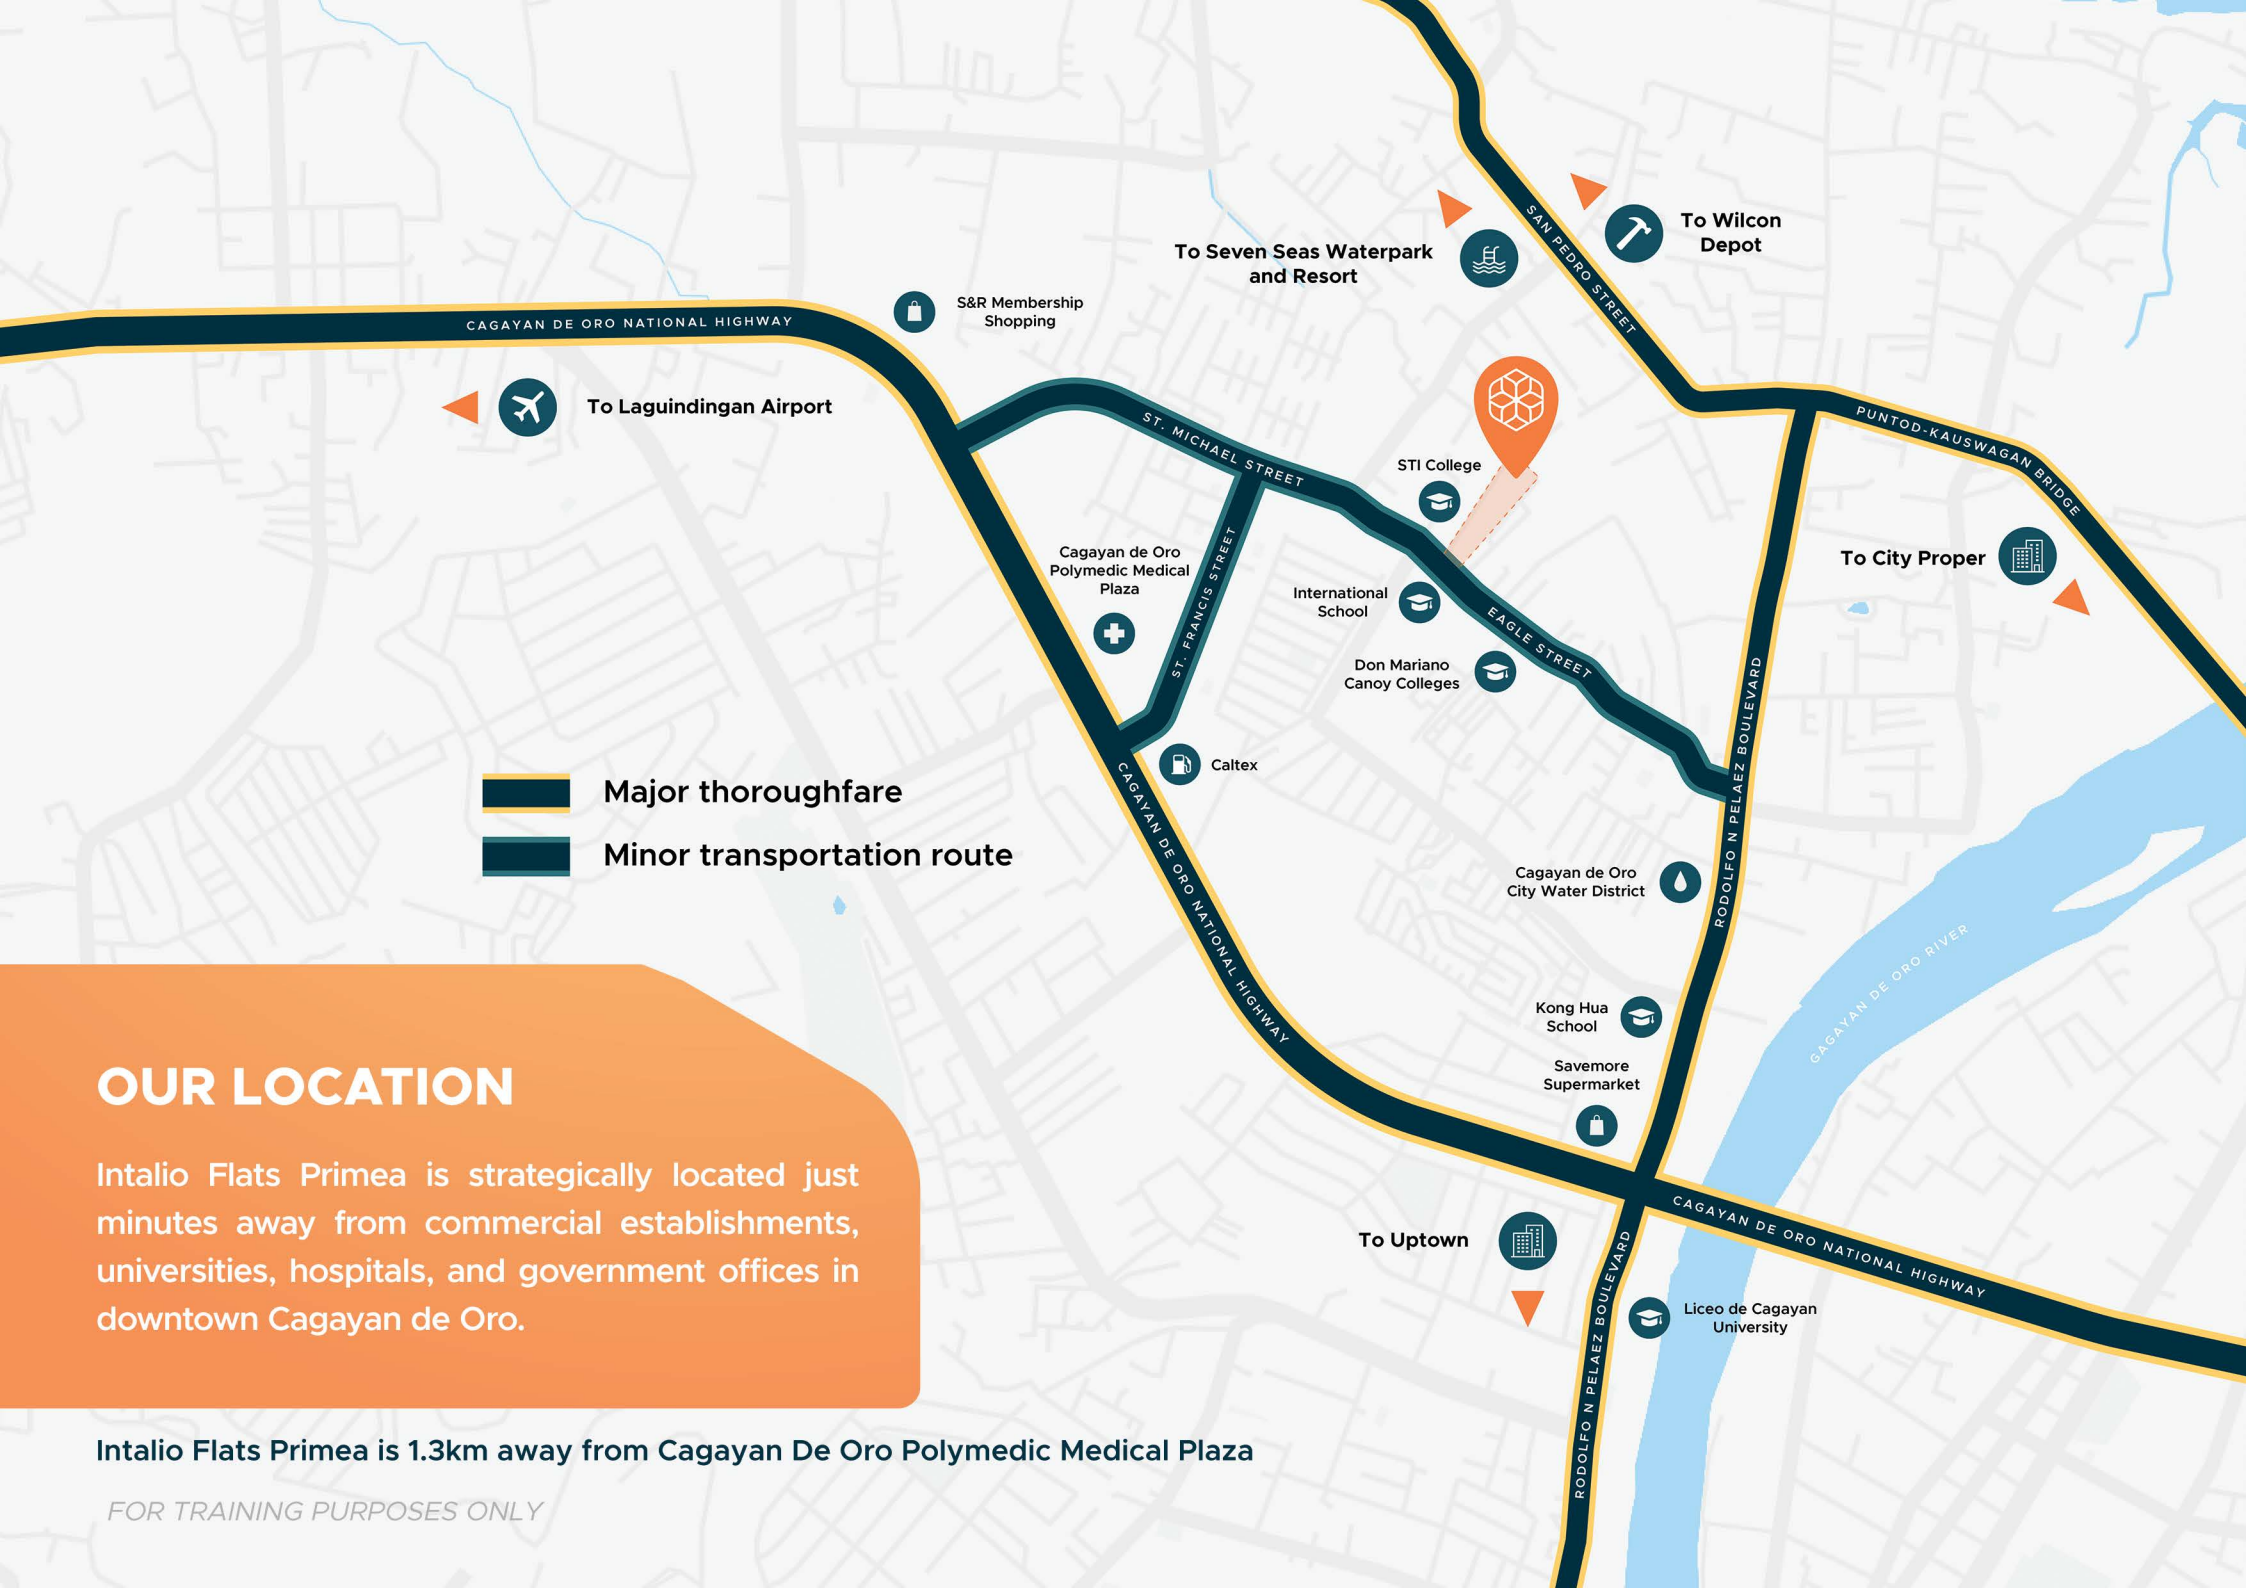 SAN PEDRO STREET
To Wilcon
Depot
To Seven Seas Waterpark
and Resort
S&R Membership
Shopping
CAGAYAN DE ORO NATIONAL HIGHWAY
To Laguindingan Airport
ST. MICHAEL STREET
PUNTOD-KAUSWAGAN BRIDGE
STI College
Cagayan de Oro
Polymedic Medical
Plaza
ST. FRANCIS STREET
To City Proper
International
School
EAGLE STREET
Don Mariano
Canoy Colleges
RODOLFO N PELAEZ BOULEVARD
Caltex
Major thoroughfare
Minor transportation route
CAGAYAN DE ORO NATIONAL HIGHWAY
Cagayan de Oro
City Water District
GAGAYAN DE ORO RIVER
Kong Hua
School
Savemore
Supermarket
OUR LOCATION
Intalio Flats Primea is strategically located just
minutes away from commercial establishments,
universities, hospitals, and government offices in
downtown Cagayan de Oro.
CAGAYAN DE ORO NATIONAL HIGHWAY
To Uptown
RODOLFO N PELAEZ BOULEVARD
Liceo de Cagayan
University
Intalio Flats Primea is 1.3km away from Cagayan De Oro Polymedic Medical Plaza
FOR TRAINING PURPOSES ONLY